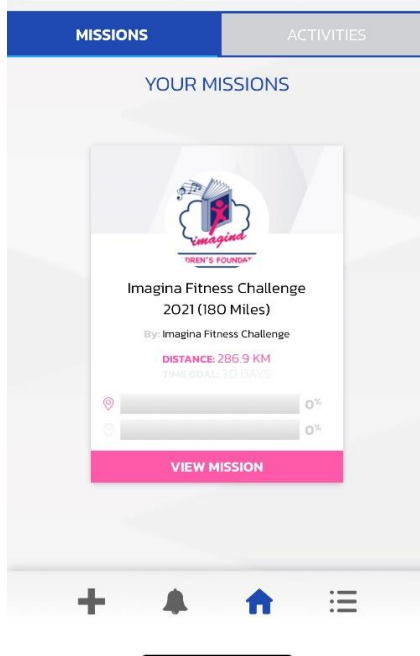 MISSIONS
ACTIVITIES
YOUR MISSIONS
imagina
DREN'S FOUNDAT
Imagina Fitness Challenge
2021 (180 Miles)
By: Imagina Fitness Challenge
DISTANCE: 286.9 KM
TIME GOAL: 30 DAYS
0%
0%
VIEW MISSION